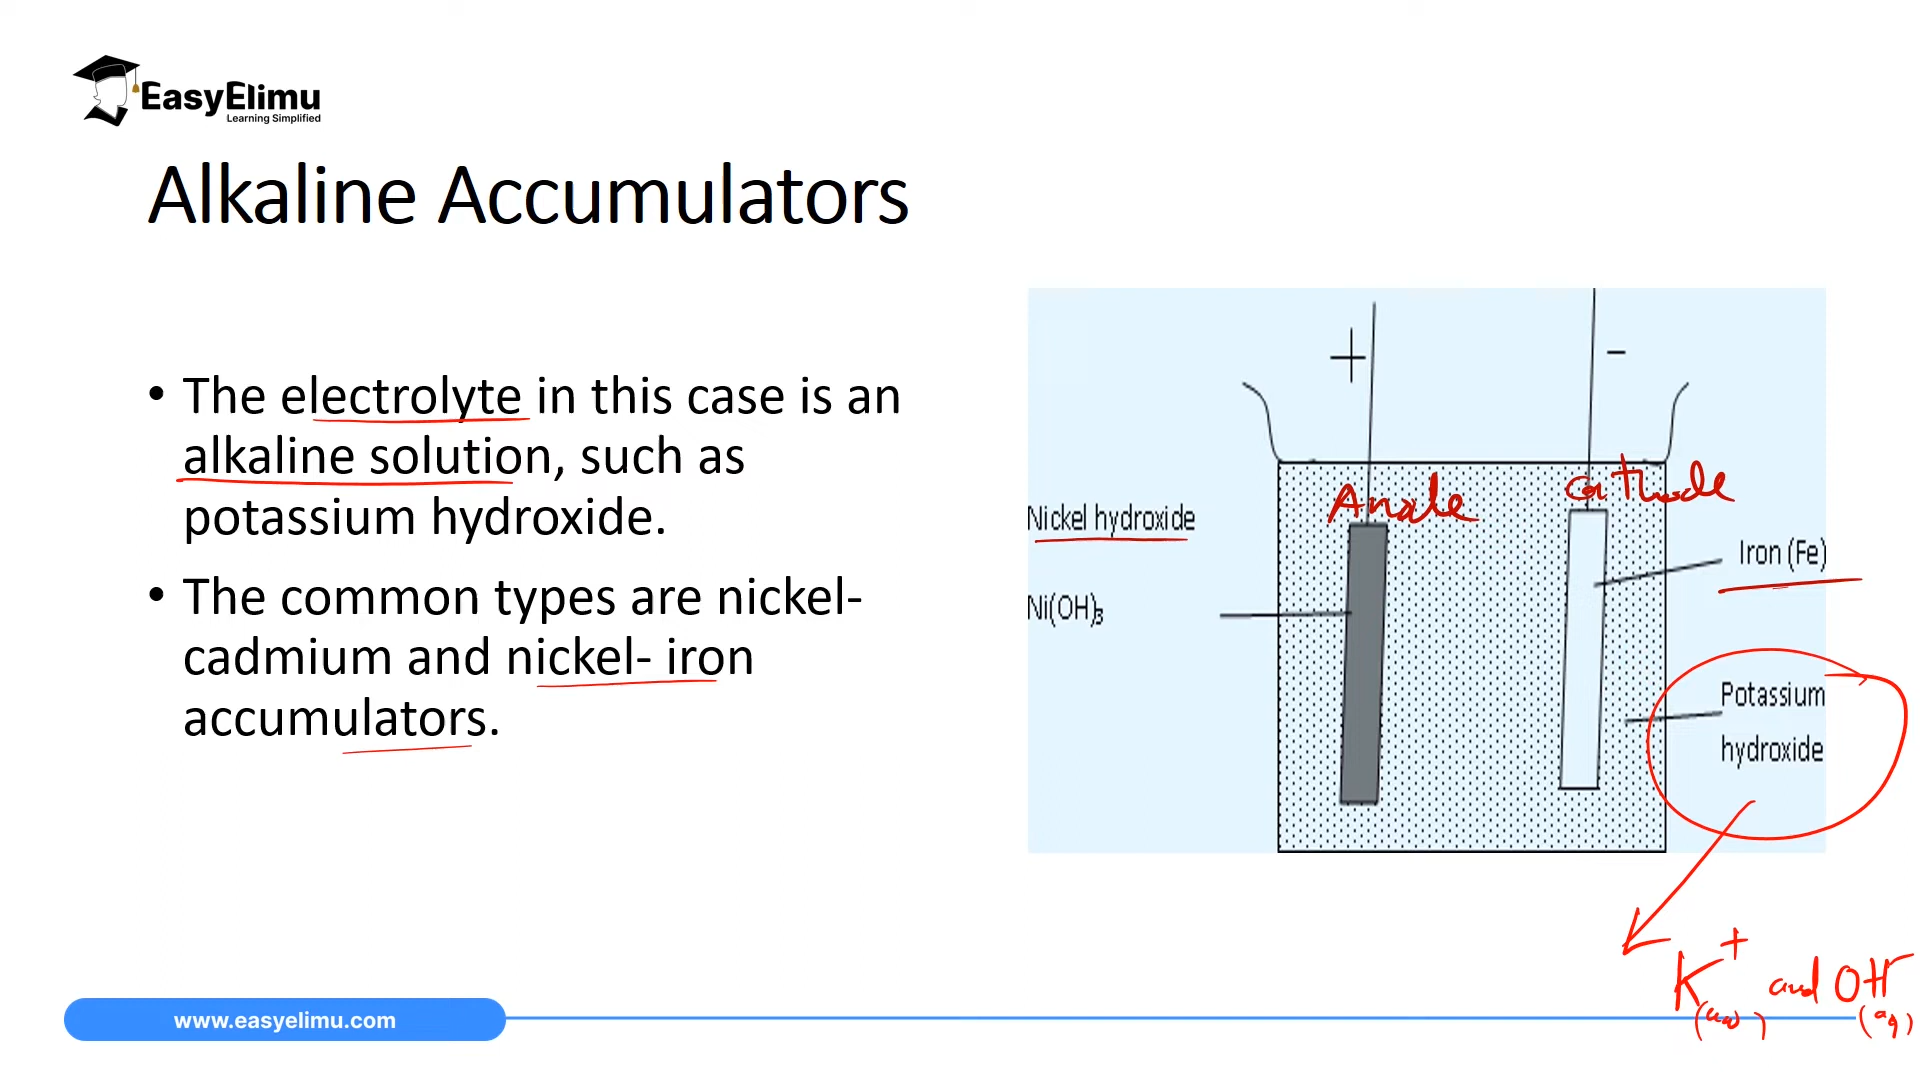 EasyElimu
Learning Simplified
Alkaline Accumulators
• The electrolyte in this case is an
alkaline solution, such as
potassium hydroxide.
• The common types are nickel-
cadmium and nickel- iron
accumulators.
+
-
Anode
Cathode
Nickel hydroxide
Ni(OH)₃
Iron (Fe)
Potassium
hydroxide
K⁺(aq) and OH⁻(aq)
www.easyelimu.com